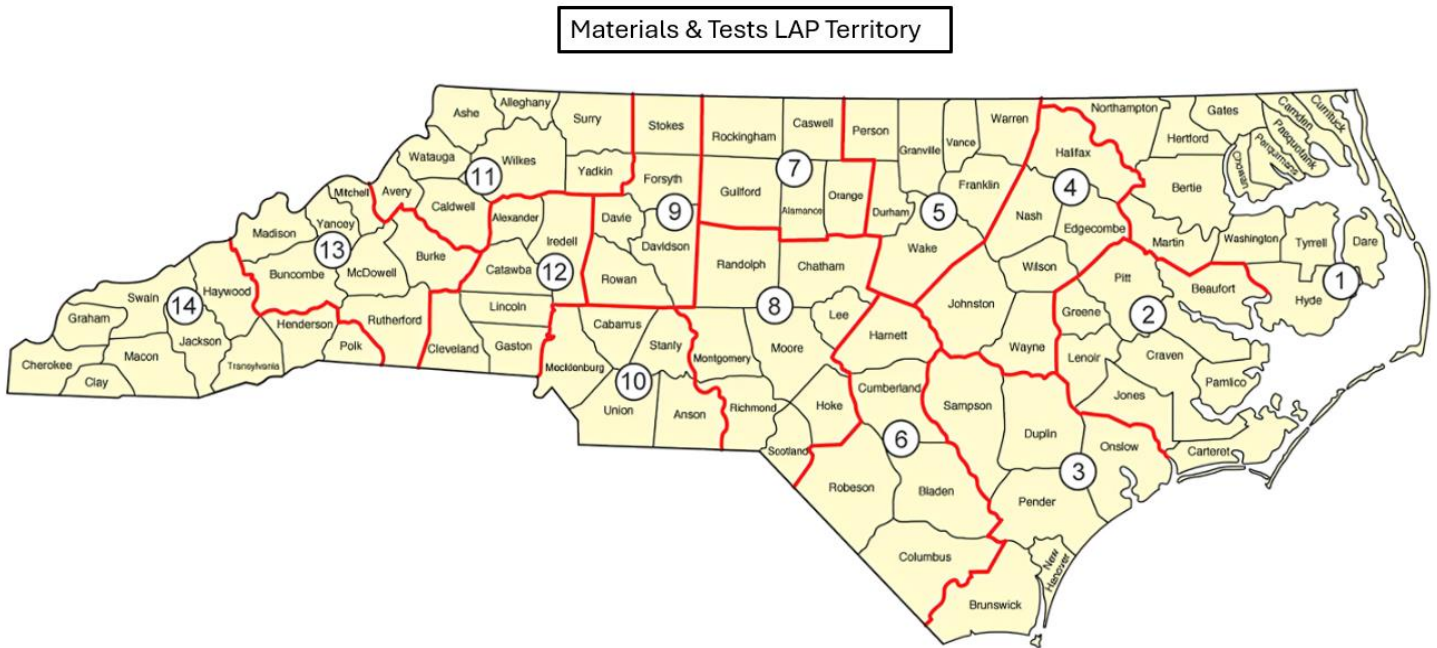 Materials & Tests LAP Territory
Ashe
Alleghany
Surry
Stokes
Rockingham
Caswell
Person
Granville
Vance
Warren
Northampton
Gates
Camden
Currituck
Pasquotank
Perquimans
Chowan
Hertford
Halifax
Watauga
Wilkes
Yadkin
Forsyth
Guilford
Alamance
Orange
Durham
Franklin
Nash
Bertie
11
7
4
Mitchell
Avery
Caldwell
Alexander
Davie
9
5
Edgecombe
Martin
Washington
Tyrrell
Dare
Madison
Yancey
13
Iredell
Davidson
Wake
Buncombe
McDowell
Burke
Catawba
12
Rowan
Randolph
Chatham
Wilson
Pitt
Beaufort
Hyde
1
Swain
14
Haywood
Lincoln
8
Lee
Johnston
Greene
2
Graham
Jackson
Henderson
Rutherford
Cabarrus
Harnett
Wayne
Lenoir
Craven
Cherokee
Macon
Clay
Transylvania
Polk
Cleveland
Gaston
Mecklenburg
Stanly
Montgomery
Moore
Cumberland
Jones
Pamlico
10
Union
Anson
Richmond
Hoke
Sampson
Duplin
Onslow
Carteret
Scotland
6
3
Robeson
Bladen
Pender
Columbus
New
Hanover
Brunswick